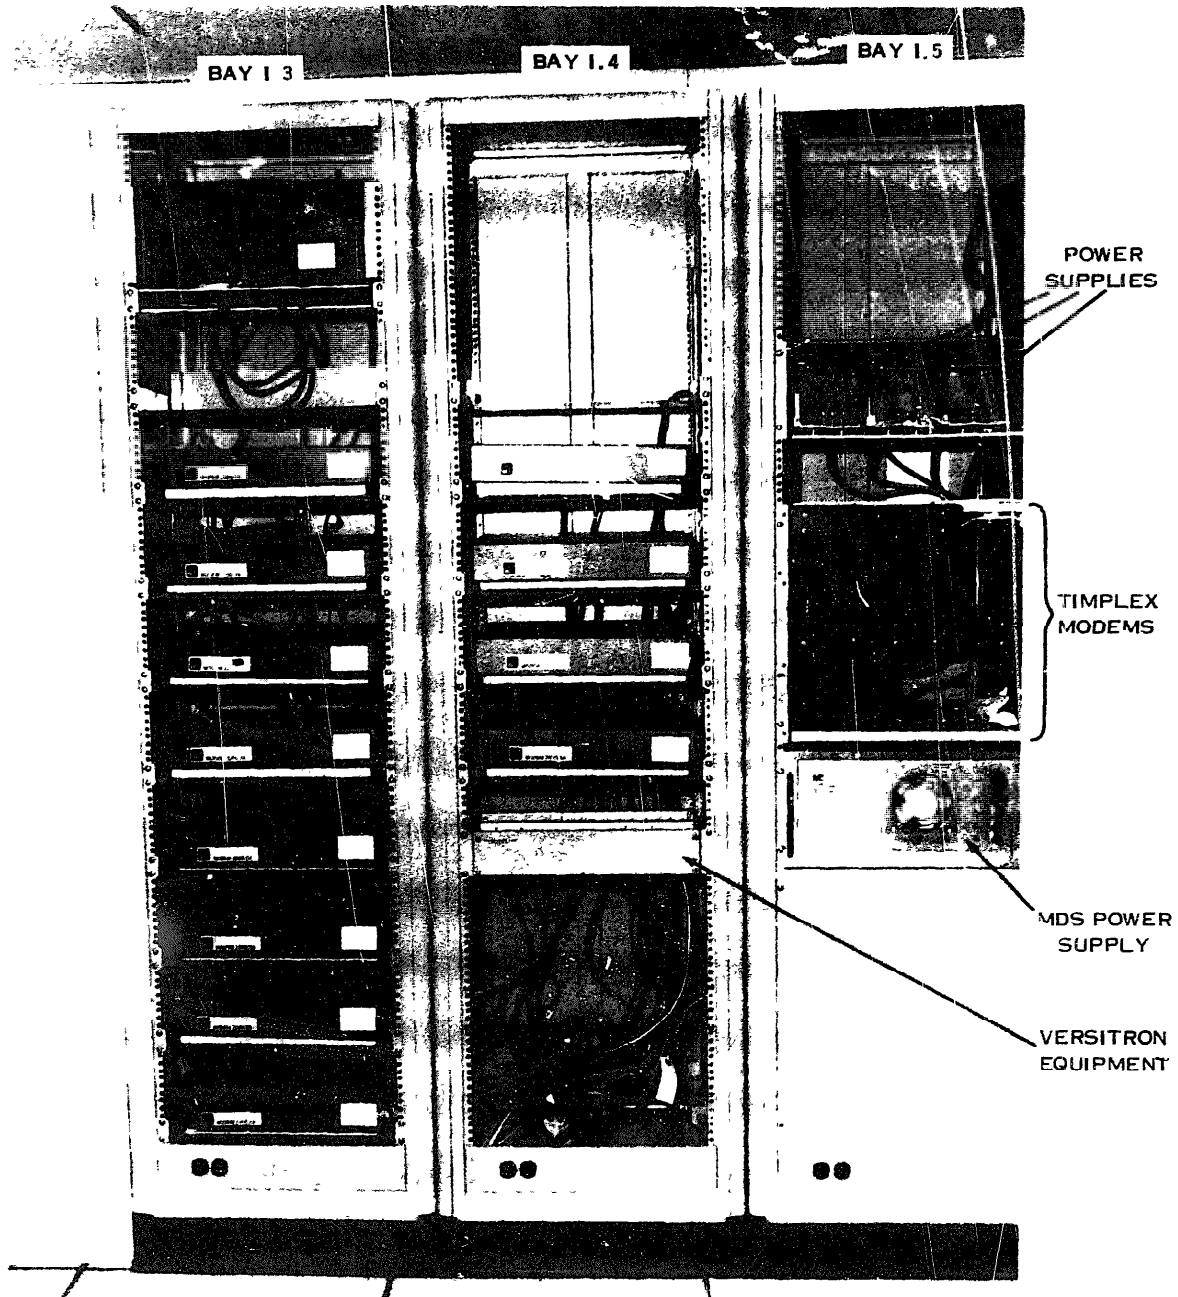 BAY 1 3
BAY 1.4
BAY 1.5
POWER
SUPPLIES
TIMPLEX
MODEMS
MDS POWER
SUPPLY
VERSITRON
EQUIPMENT